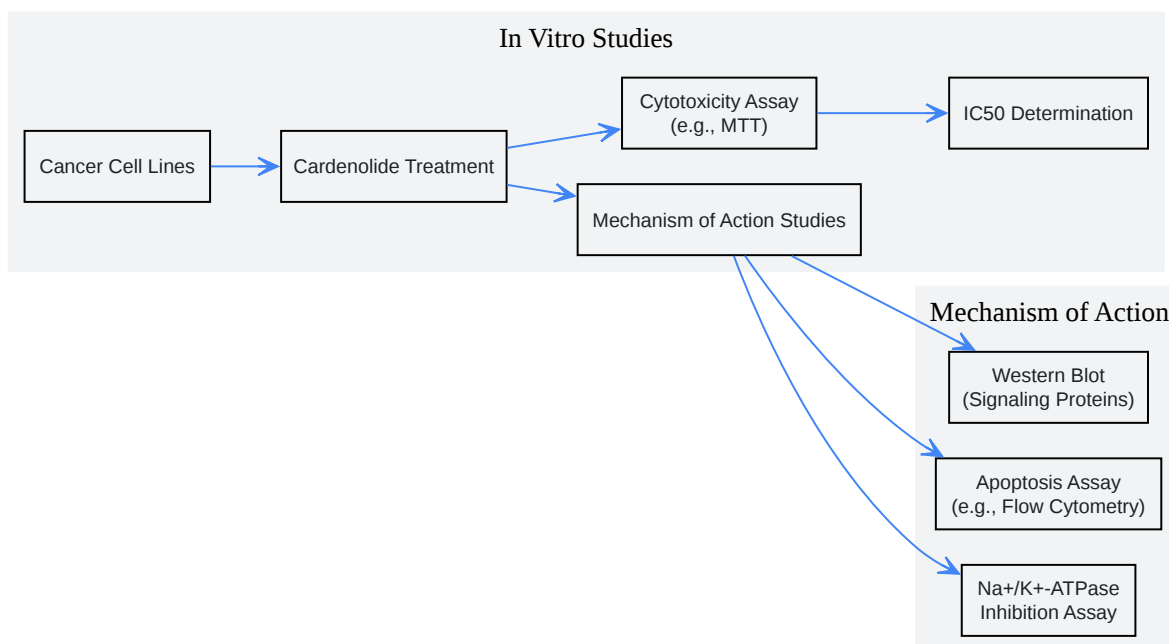 In Vitro Studies
Cancer Cell Lines
Cardenolide Treatment
Cytotoxicity Assay
(e.g., MTT)
IC50 Determination
Mechanism of Action Studies
Mechanism of Action
Western Blot
(Signaling Proteins)
Apoptosis Assay
(e.g., Flow Cytometry)
Na+/K+-ATPase
Inhibition Assay